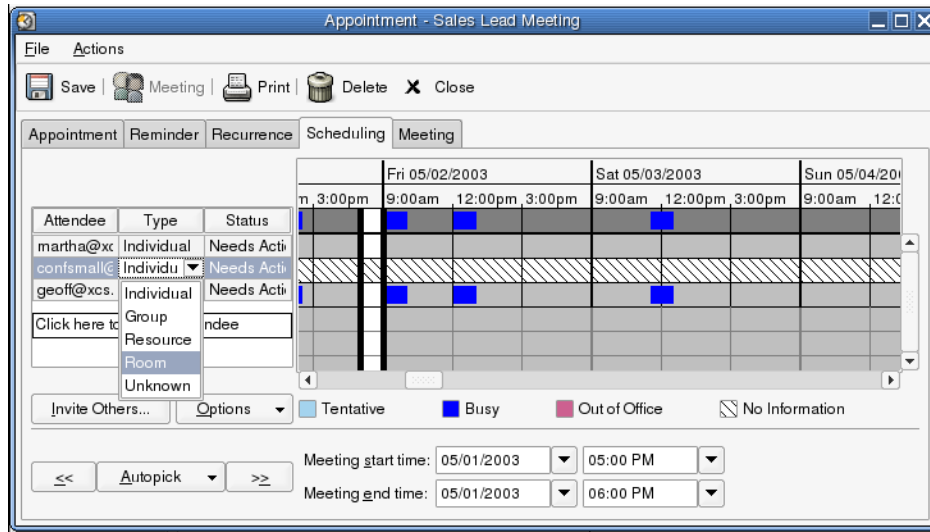 Appointment - Sales Lead Meeting
File Actions
Save Meeting Print Delete Close
Appointment Reminder Recurrence Scheduling Meeting
Fri 05/02/2003 Sat 05/03/2003 Sun 05/04/20
3:00pm 9:00am 12:00pm 3:00pm 9:00am 12:00pm 3:00pm 9:00am 12:0
Attendee Type Status
martha@xc Individual Needs Acti
confsmall@ Individu Needs Acti
geoff@xcs. Individual Needs Acti
Group
Click here to ndee
Resource
Room
Unknown
Invite Others... Options Tentative Busy Out of Office No Information
Meeting start time: 05/01/2003 05:00 PM
<< Autopick >>
Meeting end time: 05/01/2003 06:00 PM